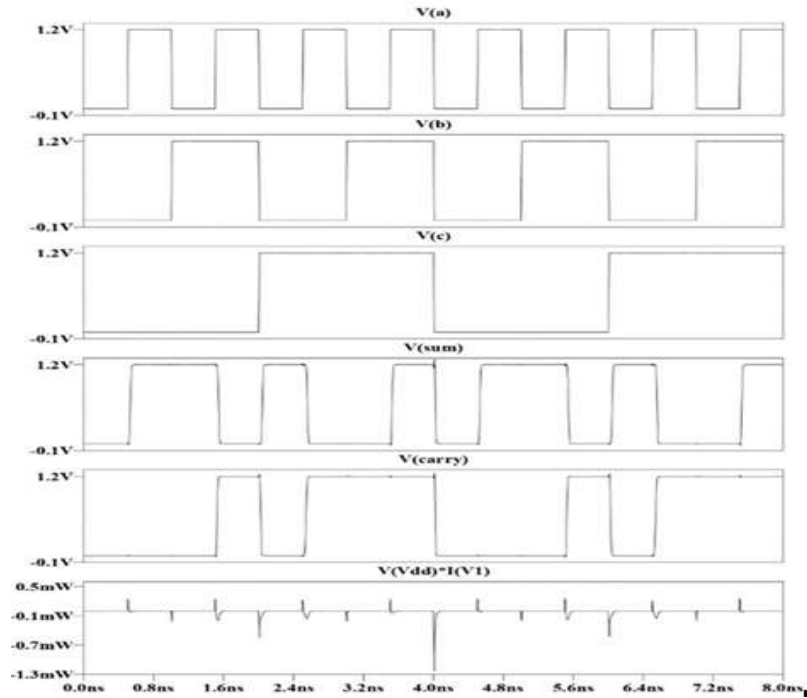 V(a)
1.2V
-0.1V
V(b)
1.2V
-0.1V
V(c)
1.2V
-0.1V
V(sum)
1.2V
-0.1V
V(carry)
1.2V
-0.1V
V(Vdd)*I(V1)
0.5mW
-0.1mW
-0.7mW
-1.3mW
0.0ns 0.8ns 1.6ns 2.4ns 3.2ns 4.0ns 4.8ns 5.6ns 6.4ns 7.2ns 8.0ns